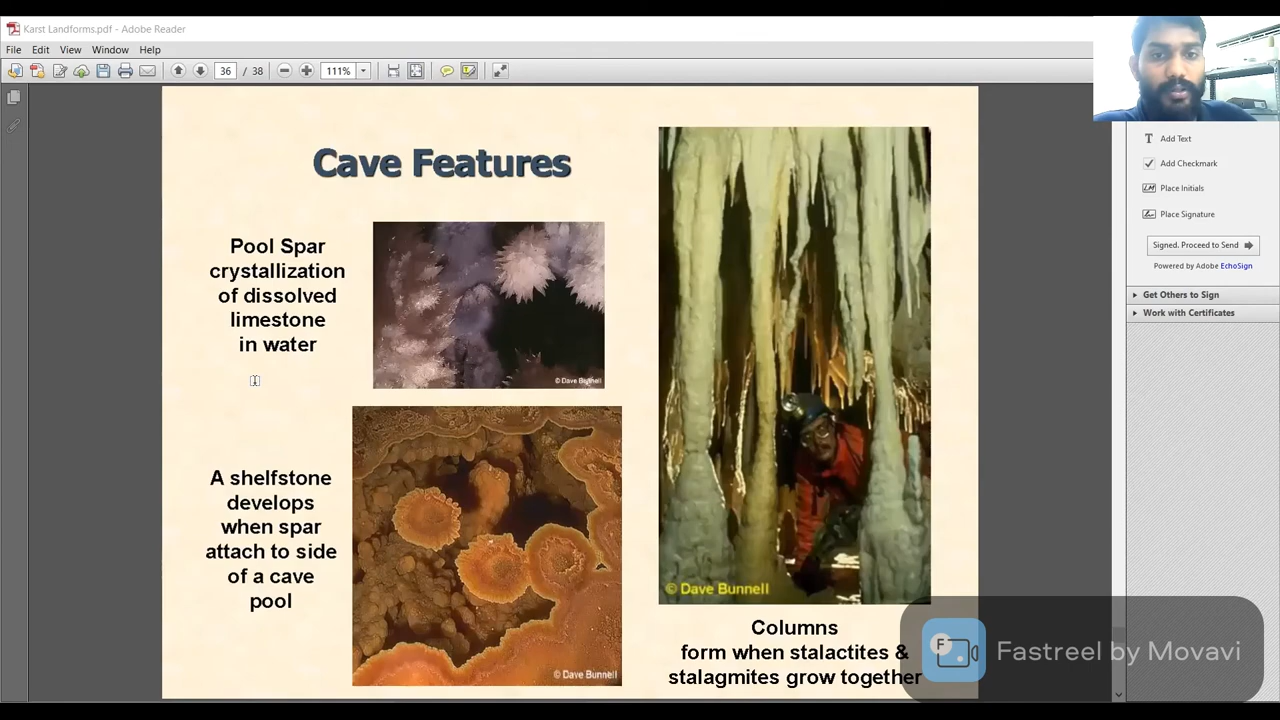 Karst Landforms.pdf - Adobe Reader
File Edit View Window Help
36 / 38 111%
Add Text
Add Checkmark
Place Initials
Place Signature
Signed. Proceed to Send
Powered by Adobe EchoSign
Get Others to Sign
Work with Certificates
Cave Features
Pool Spar
crystallization
of dissolved
limestone
in water
© Dave Bunnell
A shelfstone
develops
when spar
attach to side
of a cave
pool
© Dave Bunnell
© Dave Bunnell
Columns
form when stalactites &
stalagmites grow together
Fastreel by Movavi